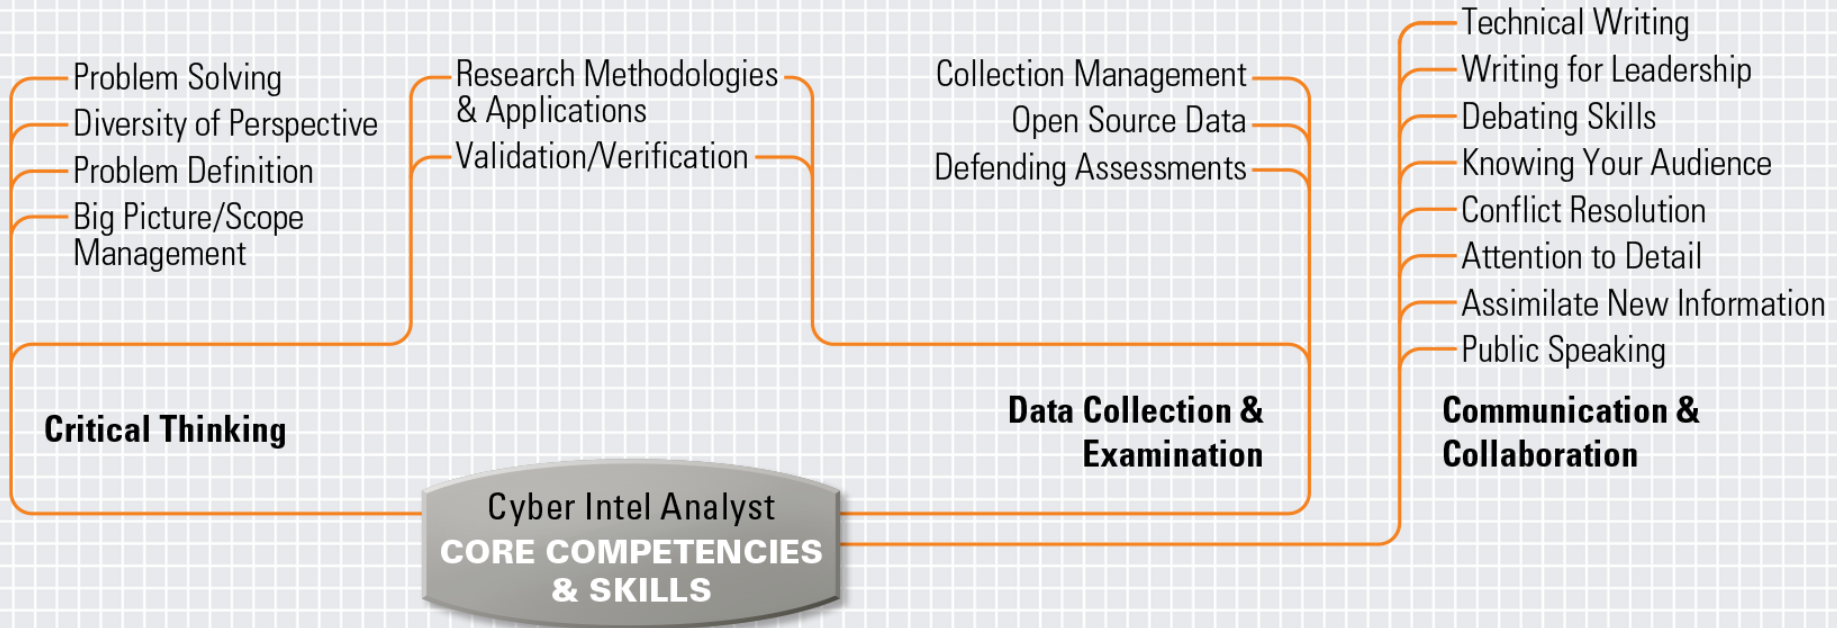 Problem Solving
Diversity of Perspective
Problem Definition
Big Picture/Scope
Management
Research Methodologies
& Applications
Validation/Verification
Collection Management
Open Source Data
Defending Assessments
Technical Writing
Writing for Leadership
Debating Skills
Knowing Your Audience
Conflict Resolution
Attention to Detail
Assimilate New Information
Public Speaking
Critical Thinking
Data Collection &
Examination
Communication &
Collaboration
Cyber Intel Analyst
CORE COMPETENCIES
& SKILLS